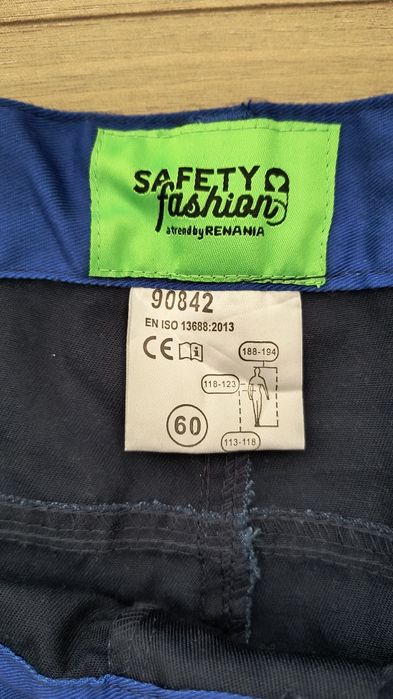 SAFETY
fashion
a trend by RENANIA
90842
EN ISO 13688:2013
CE i
188-194
118-123
60
113-118